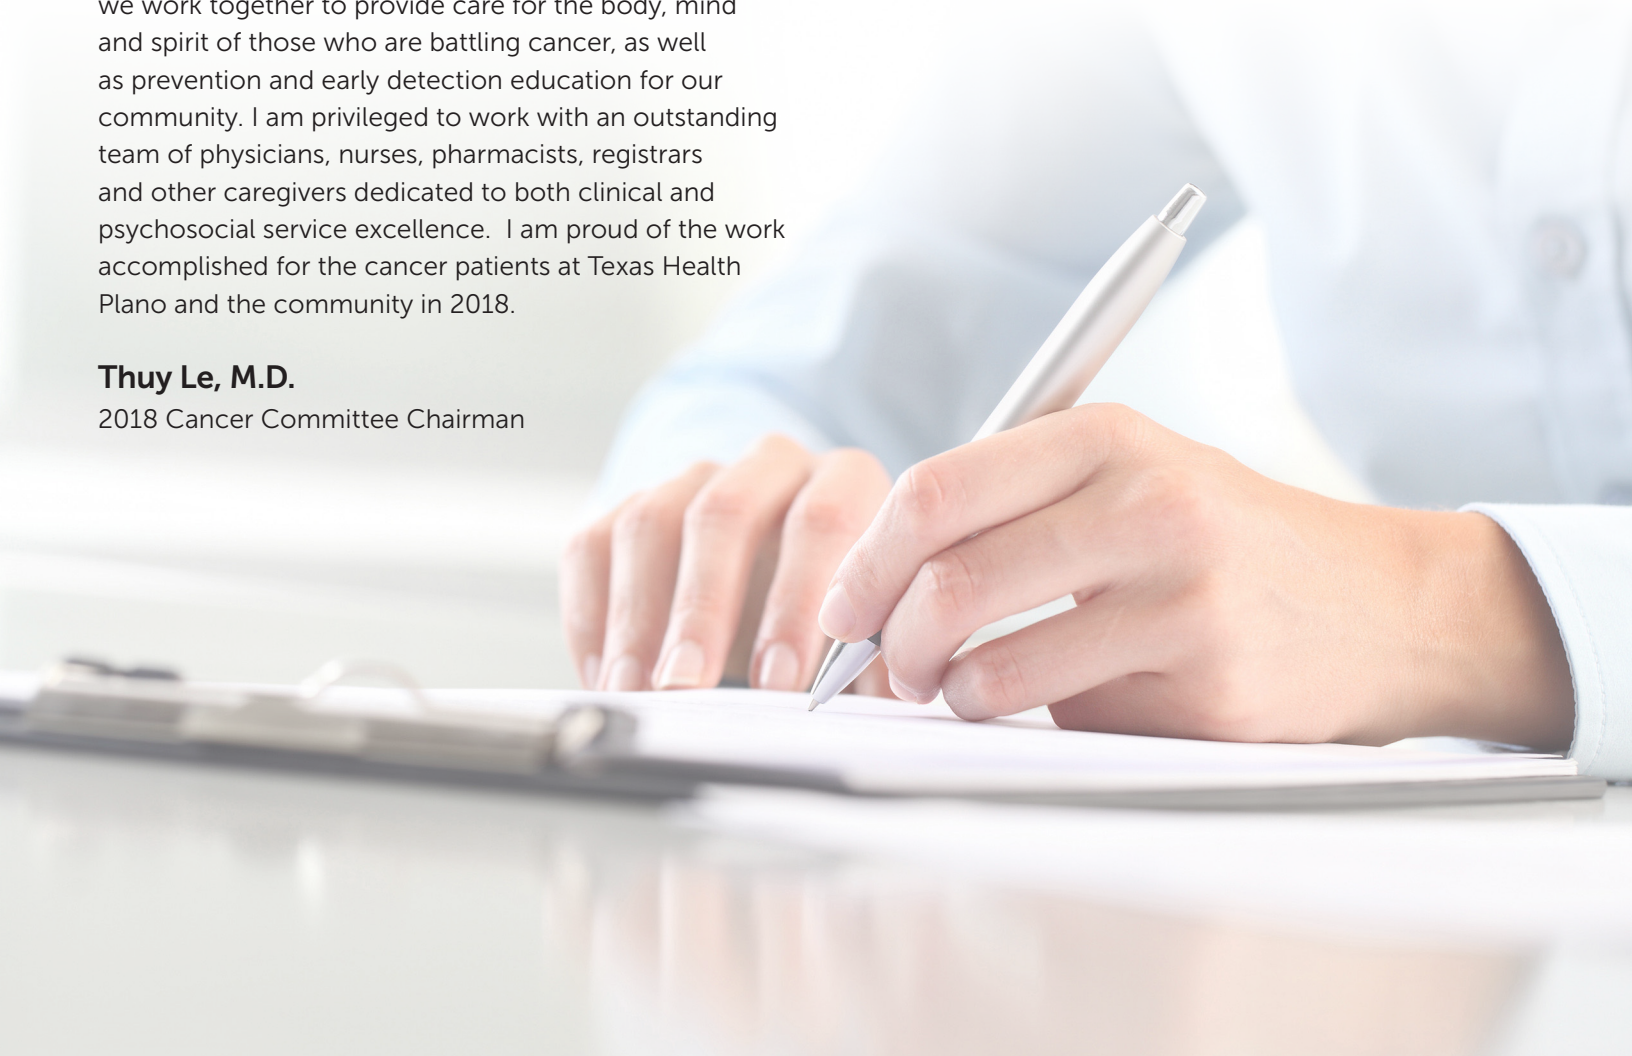 we work together to provide care for the body, mind
and spirit of those who are battling cancer, as well
as prevention and early detection education for our
community. I am privileged to work with an outstanding
team of physicians, nurses, pharmacists, registrars
and other caregivers dedicated to both clinical and
psychosocial service excellence.  I am proud of the work
accomplished for the cancer patients at Texas Health
Plano and the community in 2018.
Thuy Le, M.D.
2018 Cancer Committee Chairman